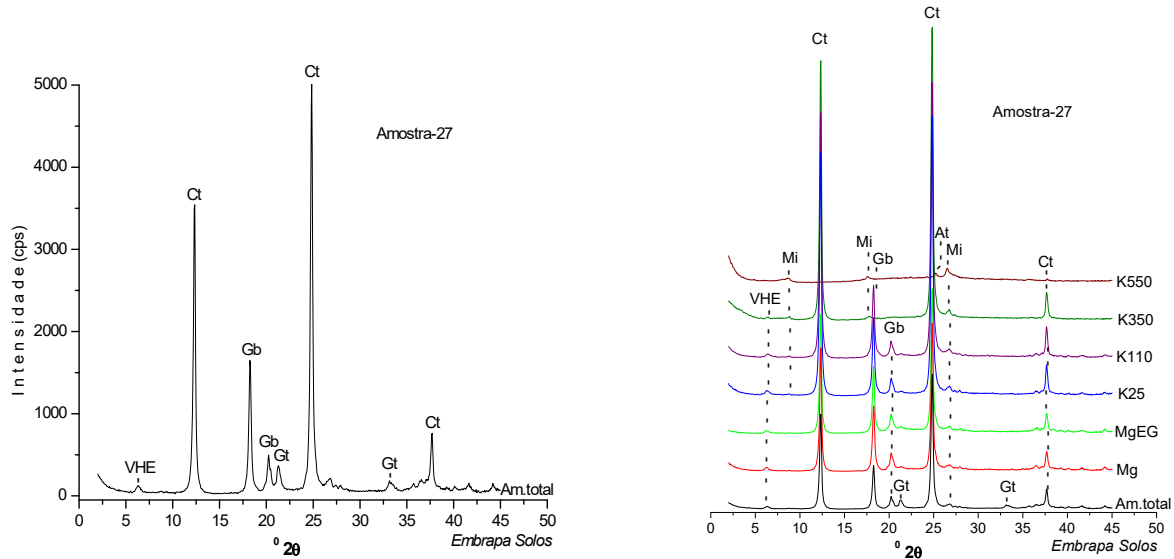 Intensidade (cps)
5000
4000
3000
2000
1000
0
0 5 10 15 20 25 30 35 40 45 50
° 2θ
Amostra-27
VHE
Ct
Gb
Gb
Gt
Ct
Gt
Ct
Am.total
Embrapa Solos
Amostra-27
Ct
Ct
Mi
Mi
Gb
At
Mi
Ct
VHE
Gb
Gt
Gt
K550
K350
K110
K25
MgEG
Mg
Am.total
0 5 10 15 20 25 30 35 40 45 50
° 2θ
Embrapa Solos